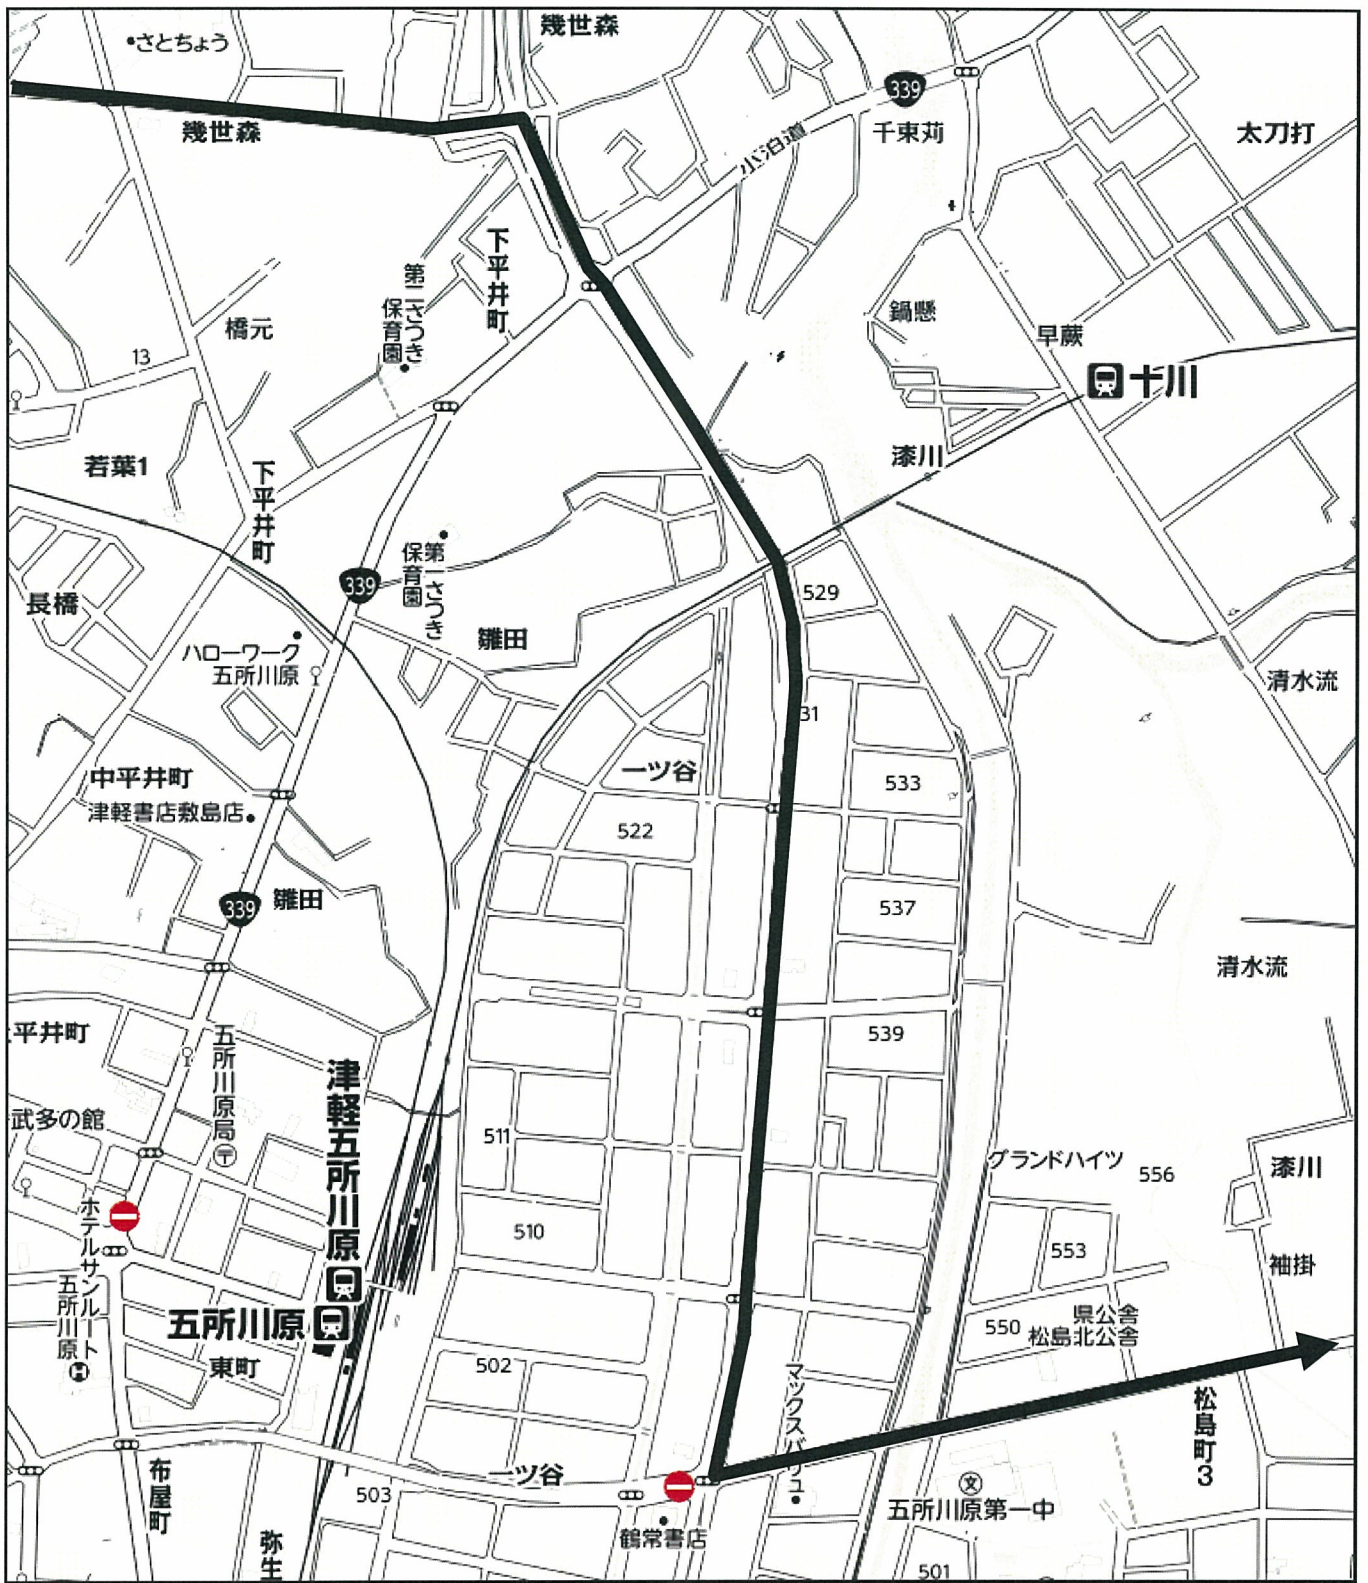 幾世森
さとちょう
339
幾世森
千東苅
太刀打
小泊道
下平井町
第二さつき
保育園
鍋懸
橋元
早蕨
13
十川
若葉1
漆川
下平井町
第一さつき
保育園
339
529
長橋
雛田
ハローワーク
五所川原
清水流
31
一ツ谷
中平井町
533
津軽書店敷島店
522
339
雛田
537
清水流
平井町
五所川原局
539
津軽五所川原
武多の館
511
グランドハイツ
556
漆川
ホテルサンルート
五所川原
H
510
553
袖掛
五所川原
550
県公舎
松島北公舎
東町
502
マックスバリュ
松島町3
一ツ谷
布屋町
503
文
五所川原第一中
鶴常書店
弥生
501